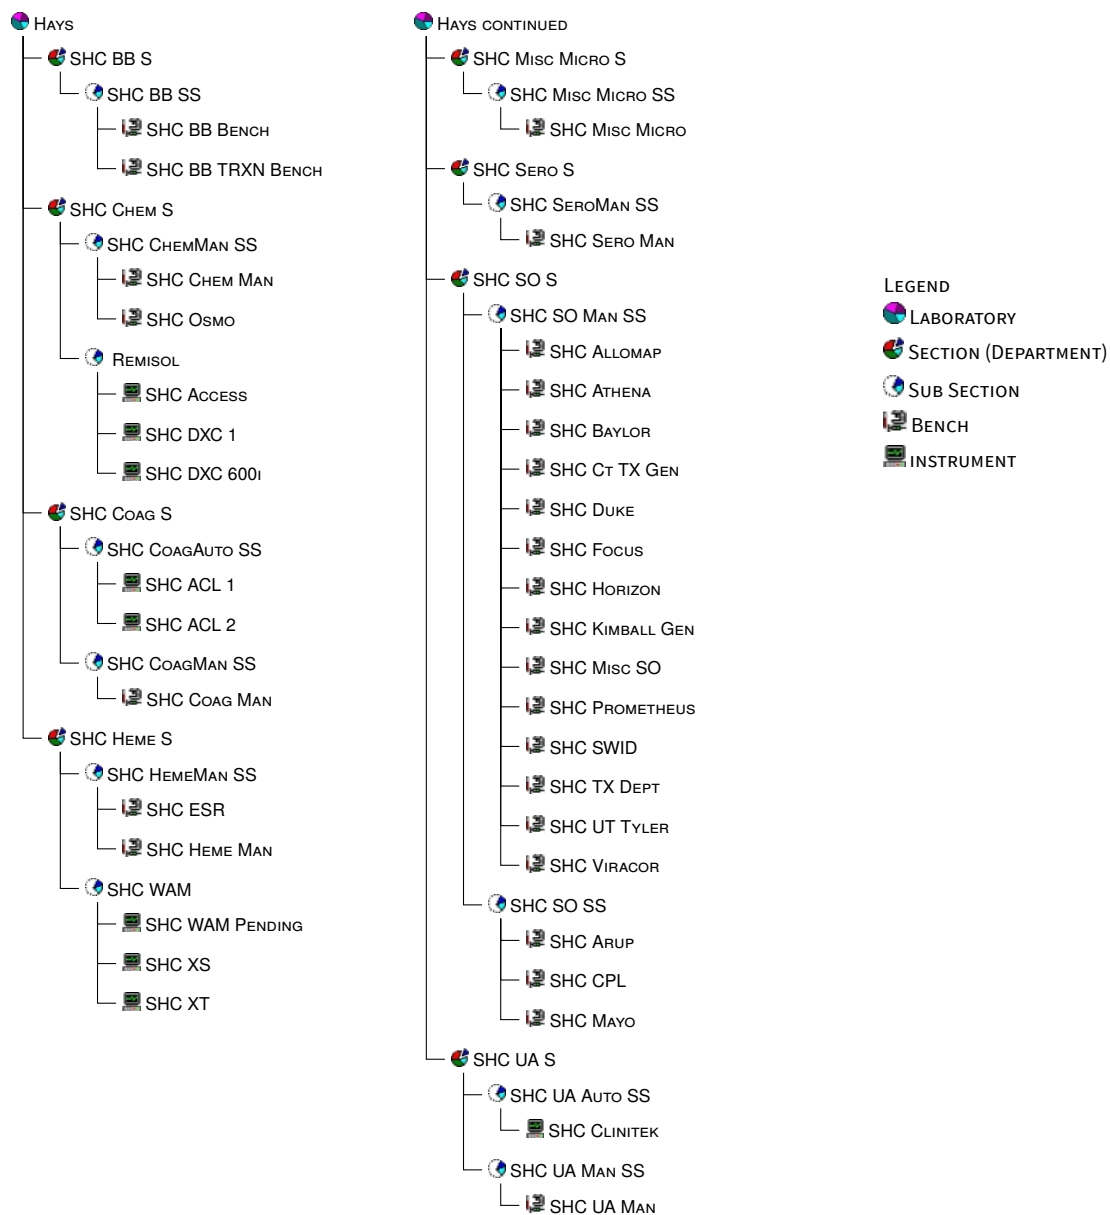 Hays
SHC BB S
SHC BB SS
SHC BB Bench
SHC BB TRXN Bench
SHC Chem S
SHC ChemMan SS
SHC Chem Man
SHC Osmo
Remisol
SHC Access
SHC DXC 1
SHC DXC 600i
SHC Coag S
SHC CoagAuto SS
SHC ACL 1
SHC ACL 2
SHC CoagMan SS
SHC Coag Man
SHC Heme S
SHC HemeMan SS
SHC ESR
SHC Heme Man
SHC WAM
SHC WAM Pending
SHC XS
SHC XT
Hays continued
SHC Misc Micro S
SHC Misc Micro SS
SHC Misc Micro
SHC Sero S
SHC SeroMan SS
SHC Sero Man
SHC SO S
SHC SO Man SS
SHC Allomap
SHC Athena
SHC Baylor
SHC Ct TX Gen
SHC Duke
SHC Focus
SHC Horizon
SHC Kimball Gen
SHC Misc SO
SHC Prometheus
SHC SWID
SHC TX Dept
SHC UT Tyler
SHC Viracor
SHC SO SS
SHC Arup
SHC CPL
SHC Mayo
SHC UA S
SHC UA Auto SS
SHC Clinitek
SHC UA Man SS
SHC UA Man
Legend
Laboratory
Section (Department)
Sub Section
Bench
instrument